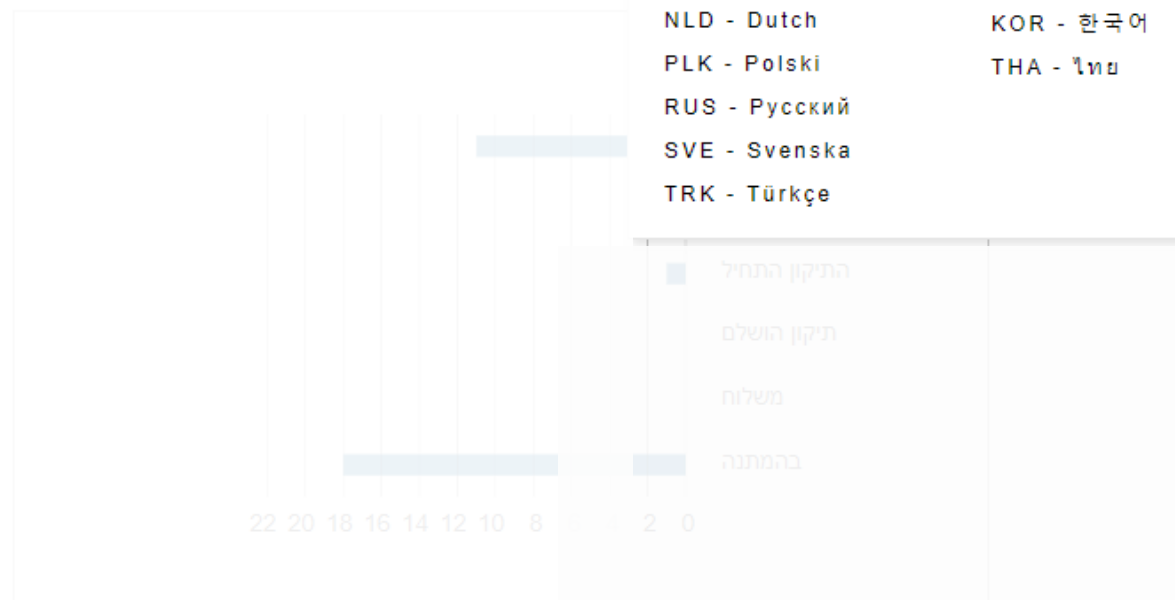 NLD - Dutch
PLK - Polski
RUS - Русский
SVE - Svenska
TRK - Türkçe
KOR - 한국어
THA - ไทย
התיקון התחיל
תיקון הושלם
משלוח
בהמתנה
22 20 18 16 14 12 10 8 2 0